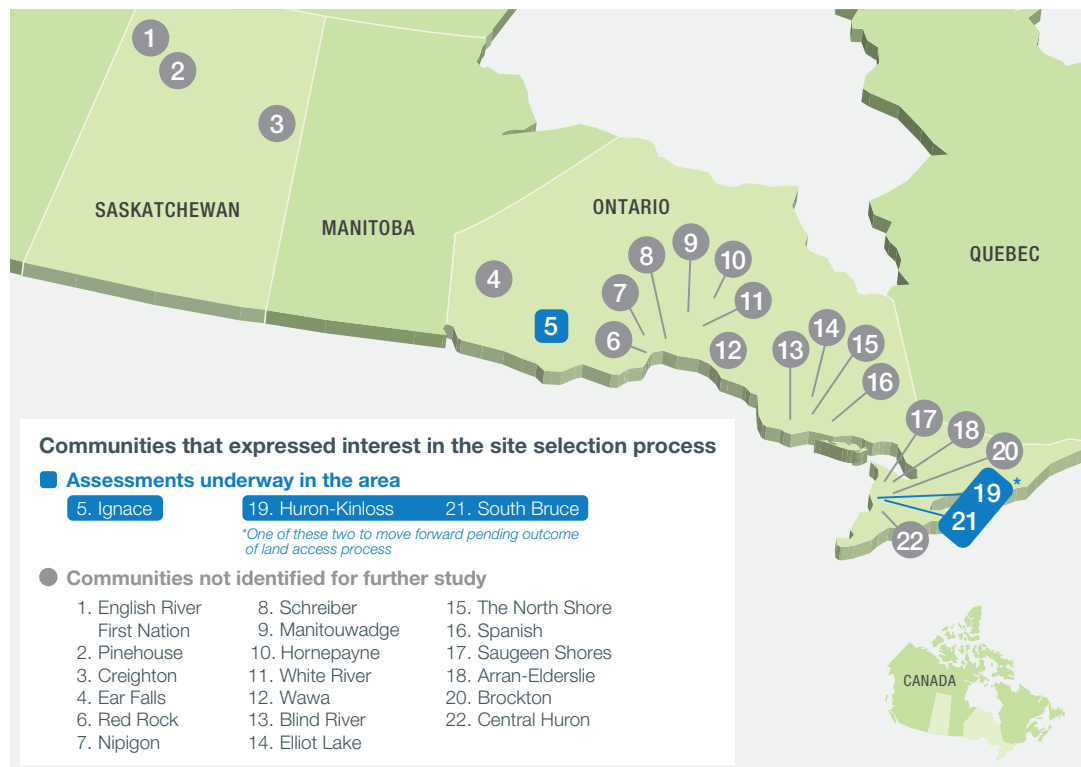 1
2
3
SASKATCHEWAN
MANITOBA
ONTARIO
QUEBEC
4
5
6
7
8
9
10
11
12
13
14
15
16
17
18
20
19 *
21
22
Communities that expressed interest in the site selection process
Assessments underway in the area
5. Ignace
19. Huron-Kinloss
21. South Bruce
*One of these two to move forward pending outcome
of land access process
Communities not identified for further study
1. English River
First Nation
2. Pinehouse
3. Creighton
4. Ear Falls
6. Red Rock
7. Nipigon
8. Schreiber
9. Manitouwadge
10. Hornepayne
11. White River
12. Wawa
13. Blind River
14. Elliot Lake
15. The North Shore
16. Spanish
17. Saugeen Shores
18. Arran-Elderslie
20. Brockton
22. Central Huron
CANADA